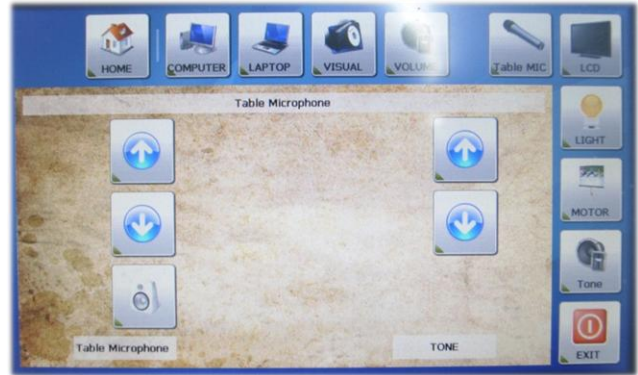 HOME
COMPUTER
LAPTOP
VISUAL
VOLUME
Table MIC
LCD
Table Microphone
LIGHT
MOTOR
Tone
Table Microphone
TONE
EXIT